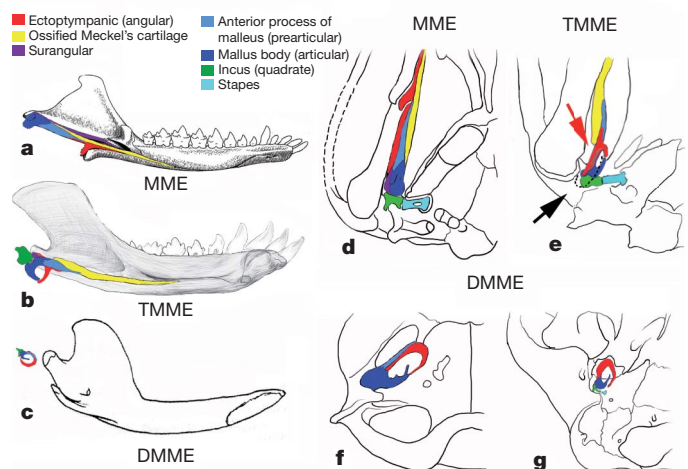 Ectoptympanic (angular)
Ossified Meckel's cartilage
Surangular
Anterior process of
malleus (prearticular)
Mallus body (articular)
Incus (quadrate)
Stapes
MME
TMME
a
MME
d
e
b
TMME
DMME
c
DMME
f
g